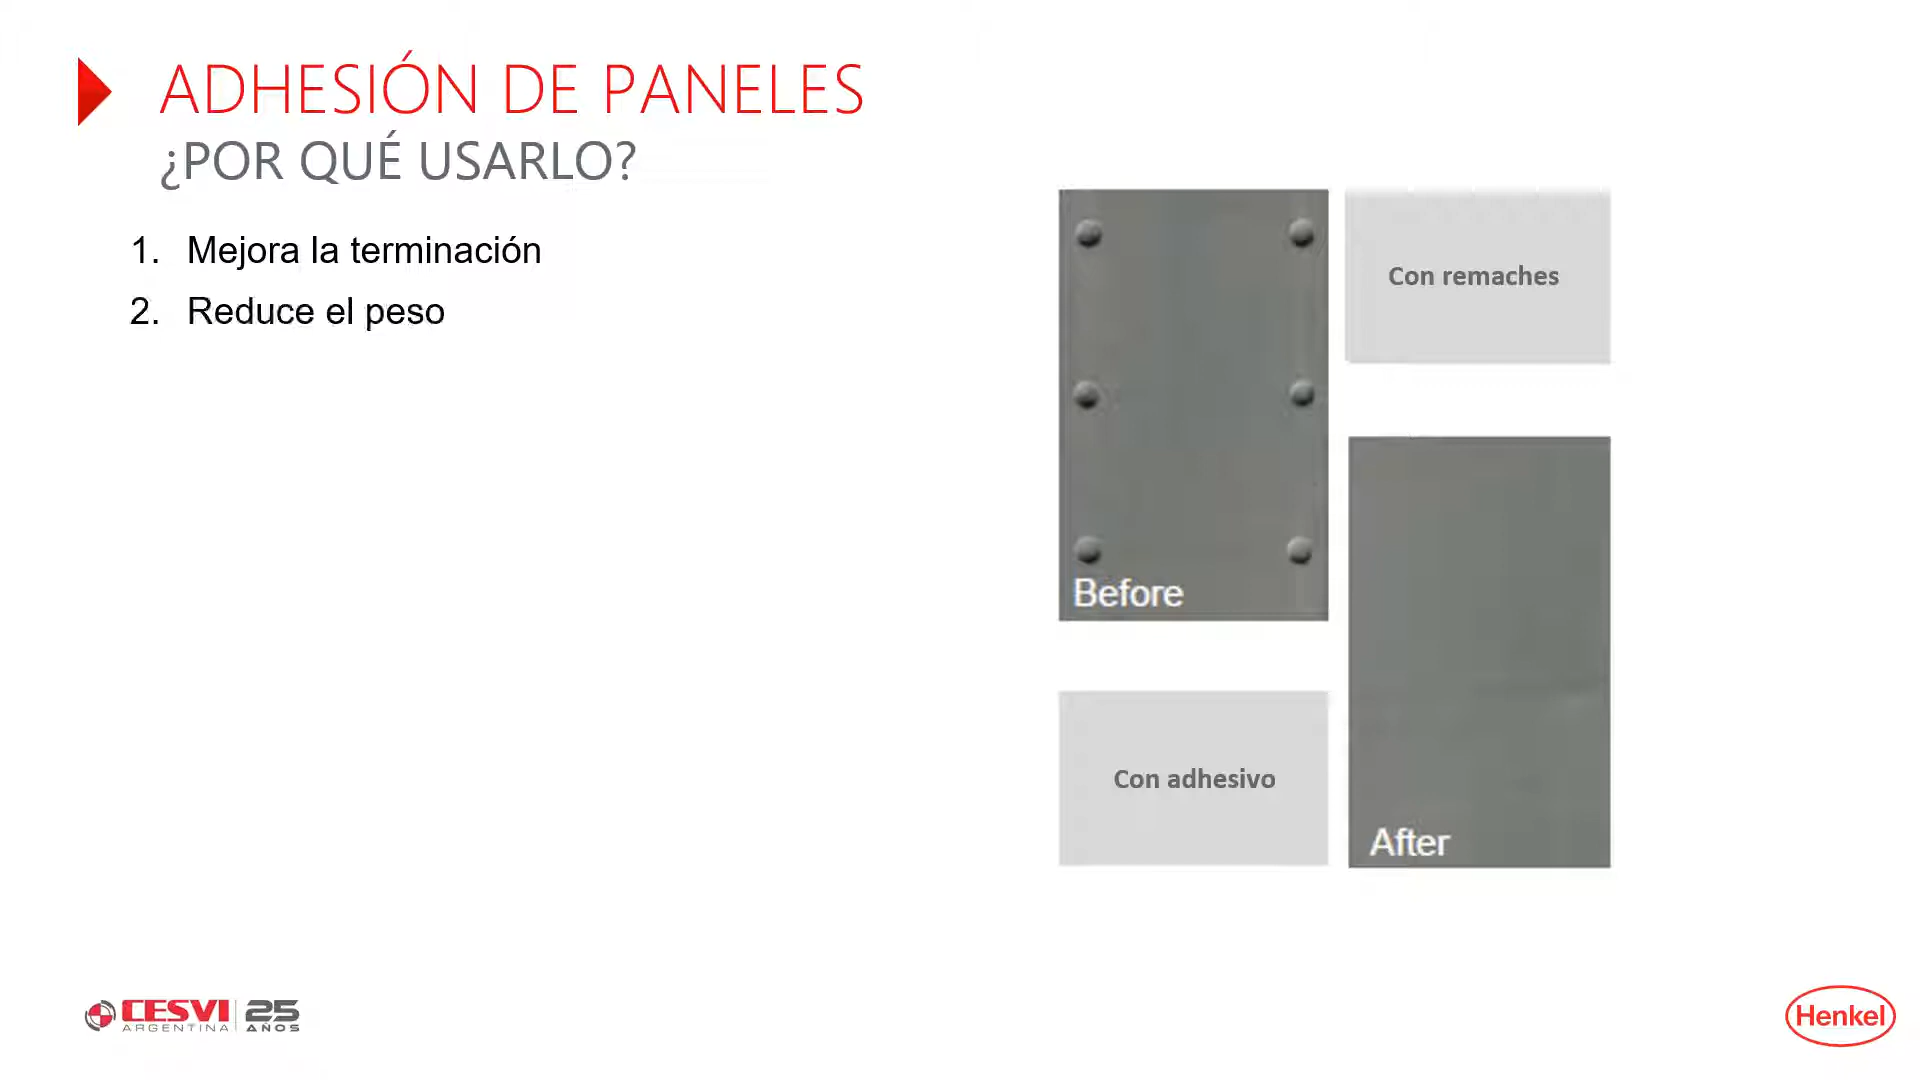 ADHESIÓN DE PANELES
¿POR QUÉ USARLO?
1. Mejora la terminación
2. Reduce el peso
Con remaches
Before
Con adhesivo
After
CESVI
ARGENTINA
25
AÑOS
Henkel